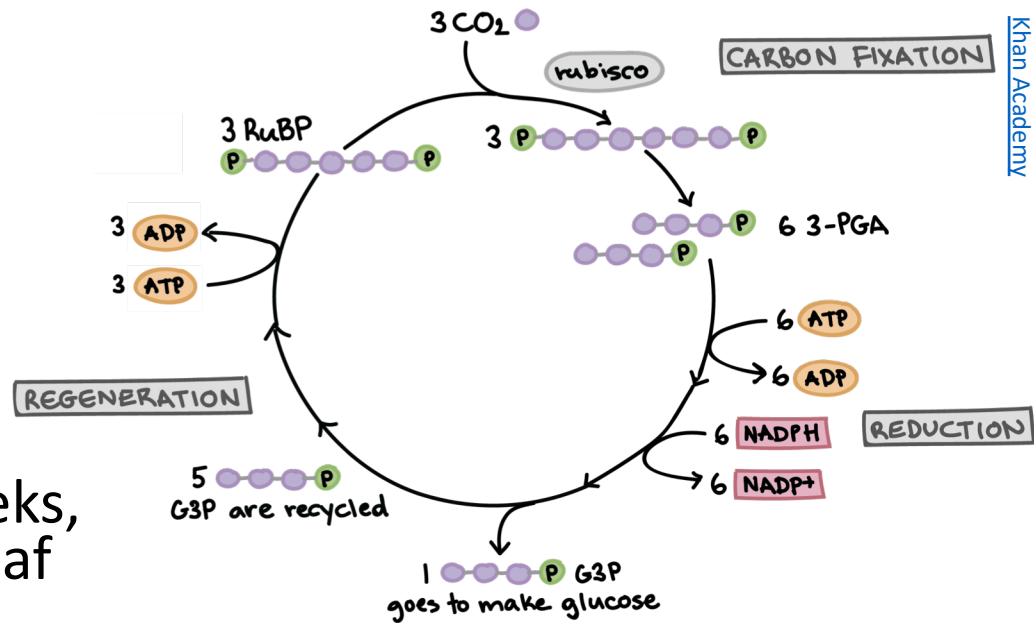 3 CO2
rubisco
CARBON FIXATION
Khan Academy
3 RuBP
P
P
3
P
P
P
6 3-PGA
P
3
ADP
3
ATP
6
ATP
6
ADP
REGENERATION
6
NADPH
REDUCTION
6
NADP+
5
P
G3P are recycled
eks,
af
1
P
G3P
goes to make glucose